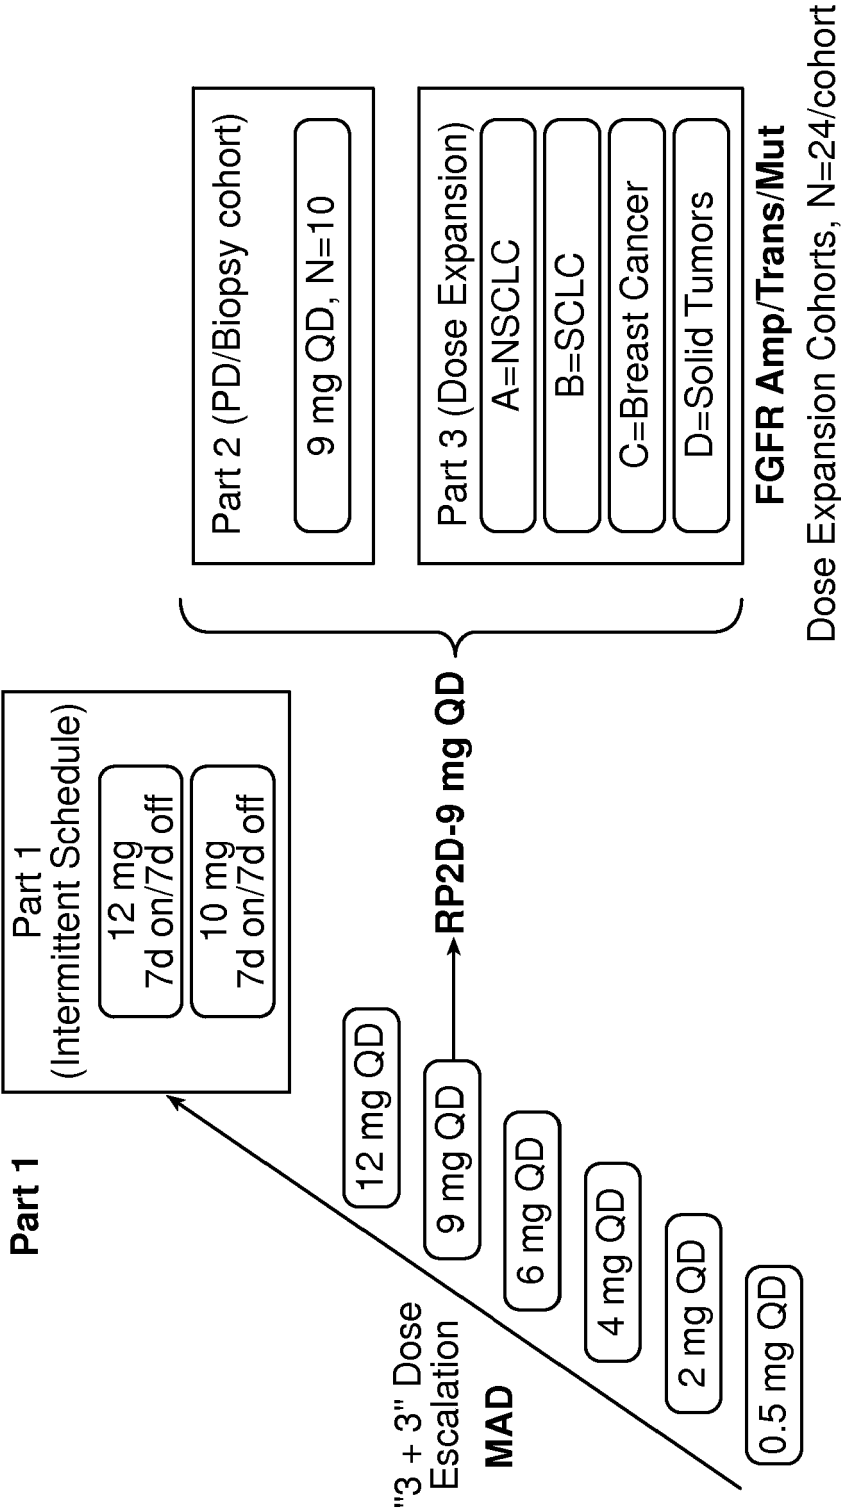 Part 1
"3 + 3" Dose
Escalation
MAD
0.5 mg QD
2 mg QD
4 mg QD
6 mg QD
9 mg QD
12 mg QD
Part 1
(Intermittent Schedule)
12 mg
7d on/7d off
10 mg
7d on/7d off
RP2D-9 mg QD
Part 2 (PD/Biopsy cohort)
9 mg QD, N=10
Part 3 (Dose Expansion)
A=NSCLC
B=SCLC
C=Breast Cancer
D=Solid Tumors
FGFR Amp/Trans/Mut
Dose Expansion Cohorts, N=24/cohort